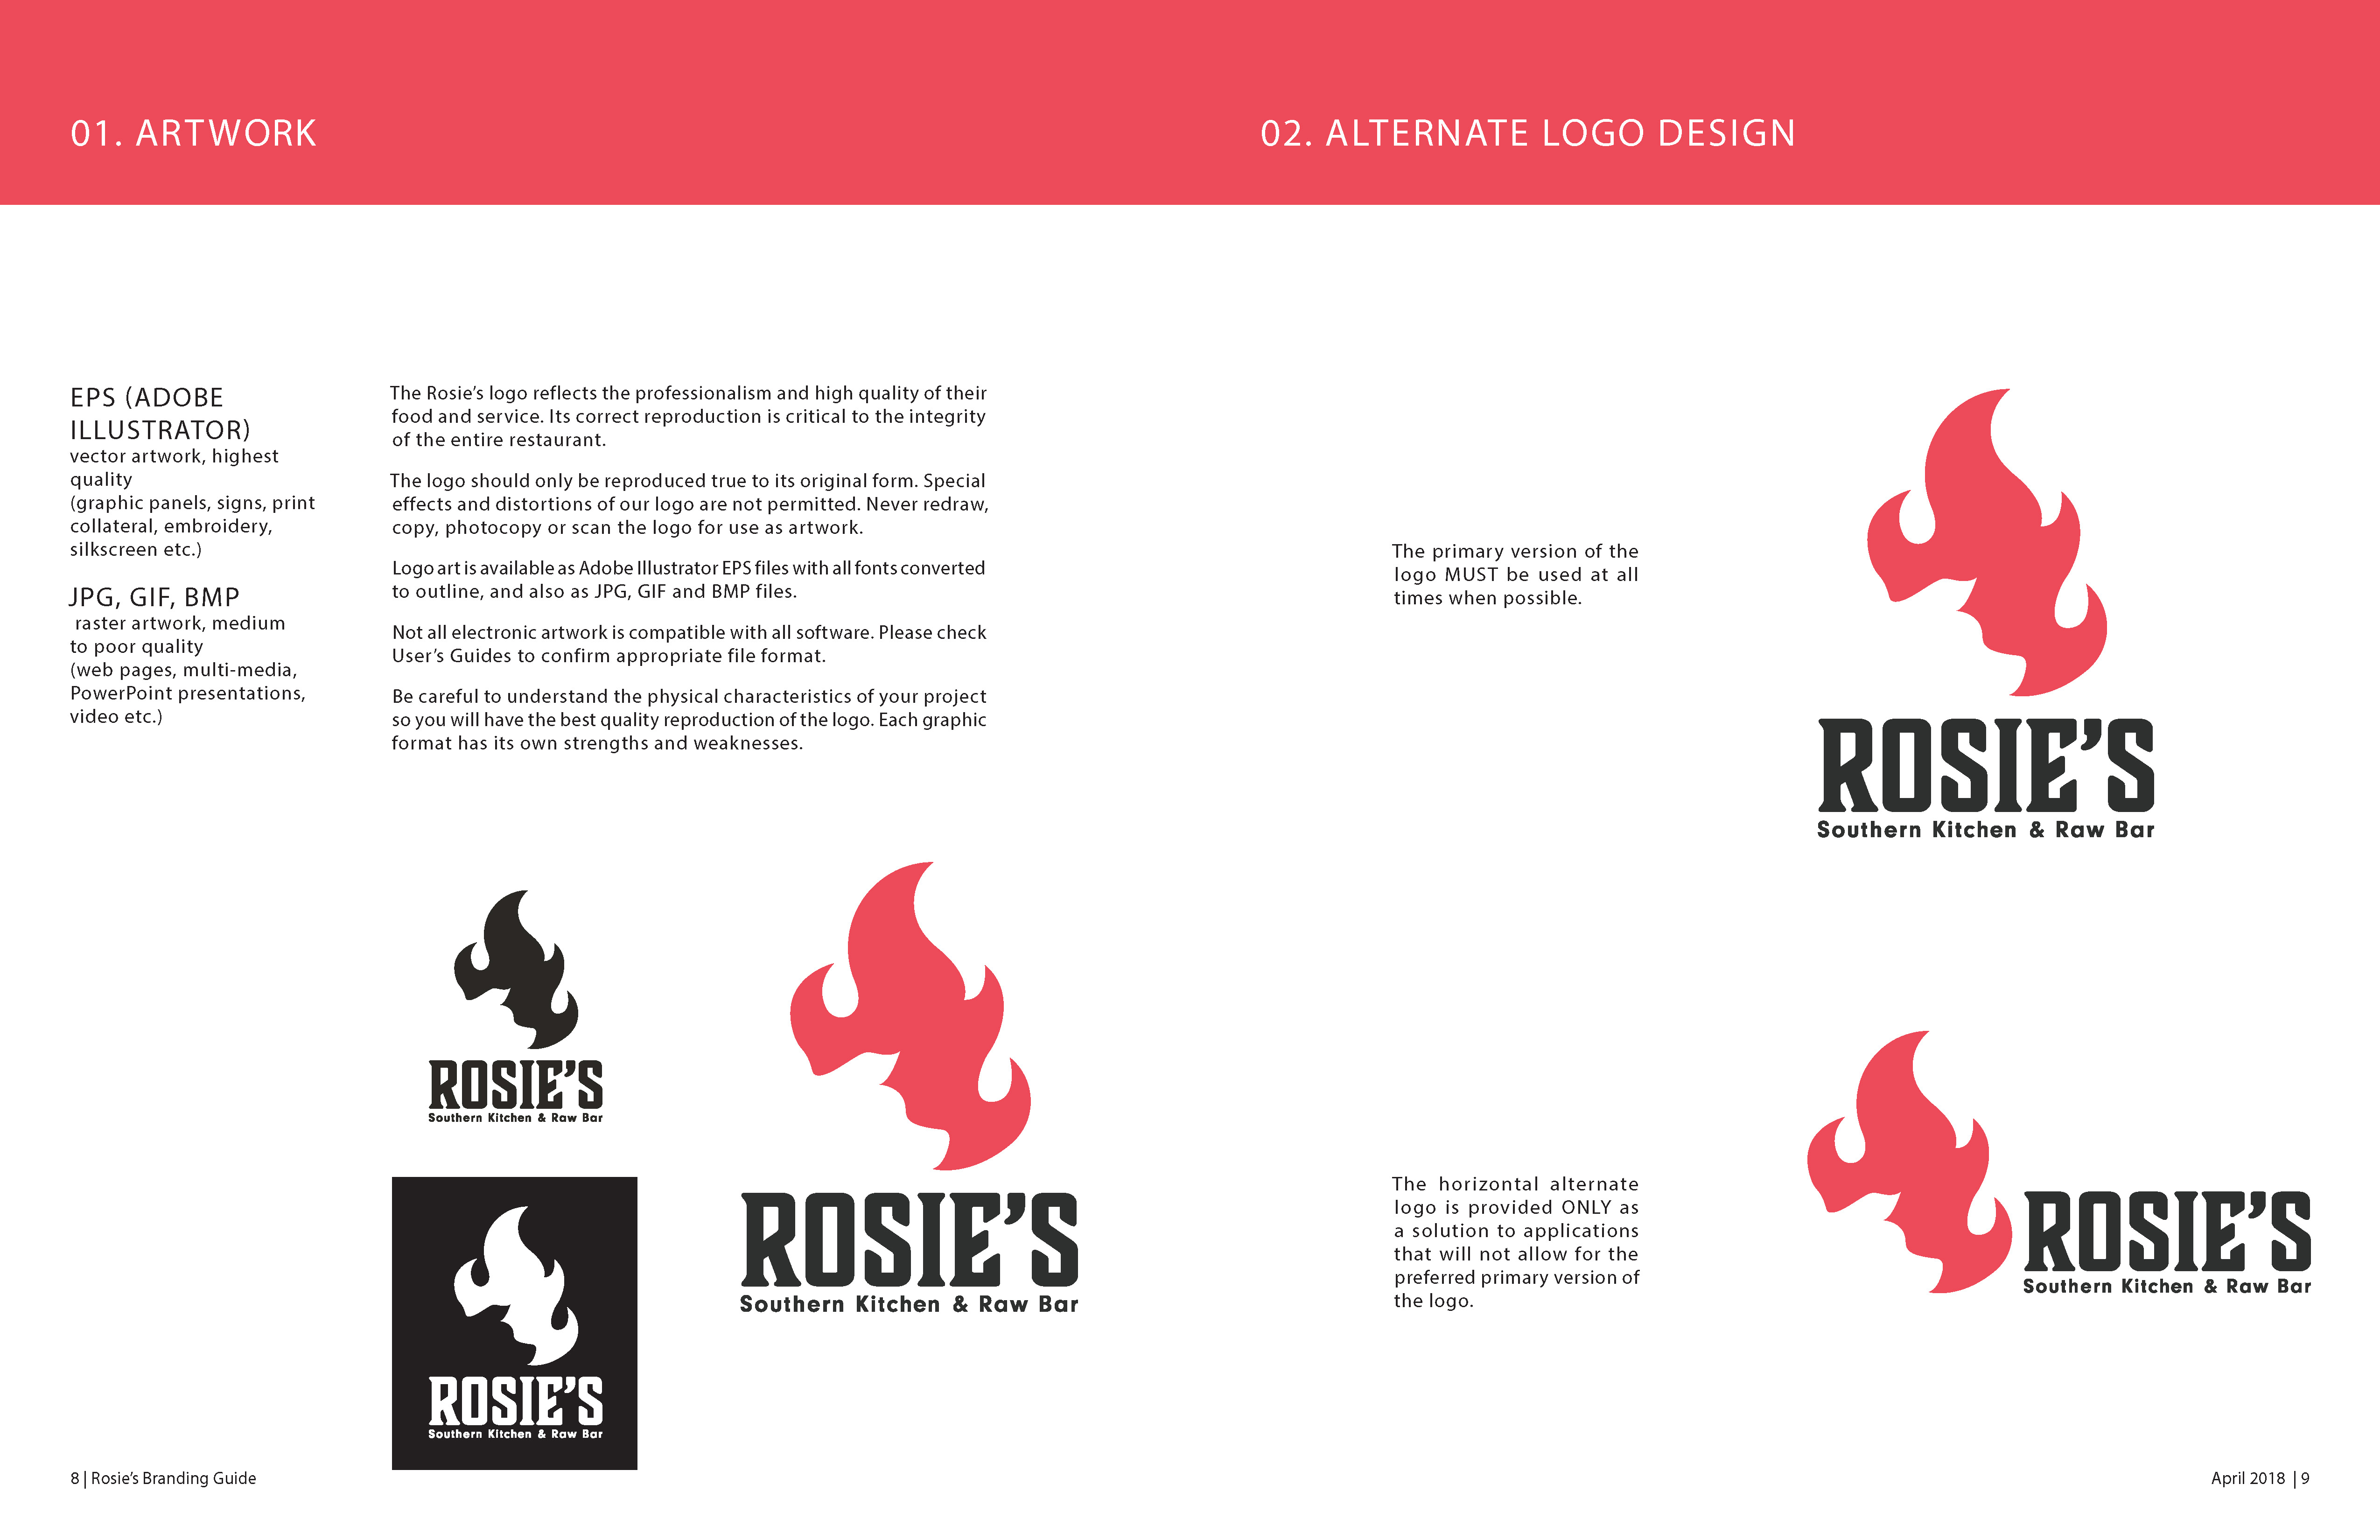 01. ARTWORK
EPS (ADOBE
ILLUSTRATOR)
vector artwork, highest
quality
(graphic panels, signs, print
collateral, embroidery,
silkscreen etc.)
JPG, GIF, BMP
raster artwork, medium
to poor quality
(web pages, multi-media,
PowerPoint presentations,
video etc.)
The Rosie’s logo reflects the professionalism and high quality of their
food and service. Its correct reproduction is critical to the integrity
of the entire restaurant.
The logo should only be reproduced true to its original form. Special
effects and distortions of our logo are not permitted. Never redraw,
copy, photocopy or scan the logo for use as artwork.
Logo art is available as Adobe Illustrator EPS files with all fonts converted
to outline, and also as JPG, GIF and BMP files.
Not all electronic artwork is compatible with all software. Please check
User’s Guides to confirm appropriate file format.
Be careful to understand the physical characteristics of your project
so you will have the best quality reproduction of the logo. Each graphic
format has its own strengths and weaknesses.
ROSIE’S
Southern Kitchen & Raw Bar
ROSIE’S
Southern Kitchen & Raw Bar
ROSIE’S
Southern Kitchen & Raw Bar
8 | Rosie’s Branding Guide
02. ALTERNATE LOGO DESIGN
The primary version of the
logo MUST be used at all
times when possible.
ROSIE’S
Southern Kitchen & Raw Bar
The horizontal alternate
logo is provided ONLY as
a solution to applications
that will not allow for the
preferred primary version of
the logo.
ROSIE’S
Southern Kitchen & Raw Bar
April 2018 | 9